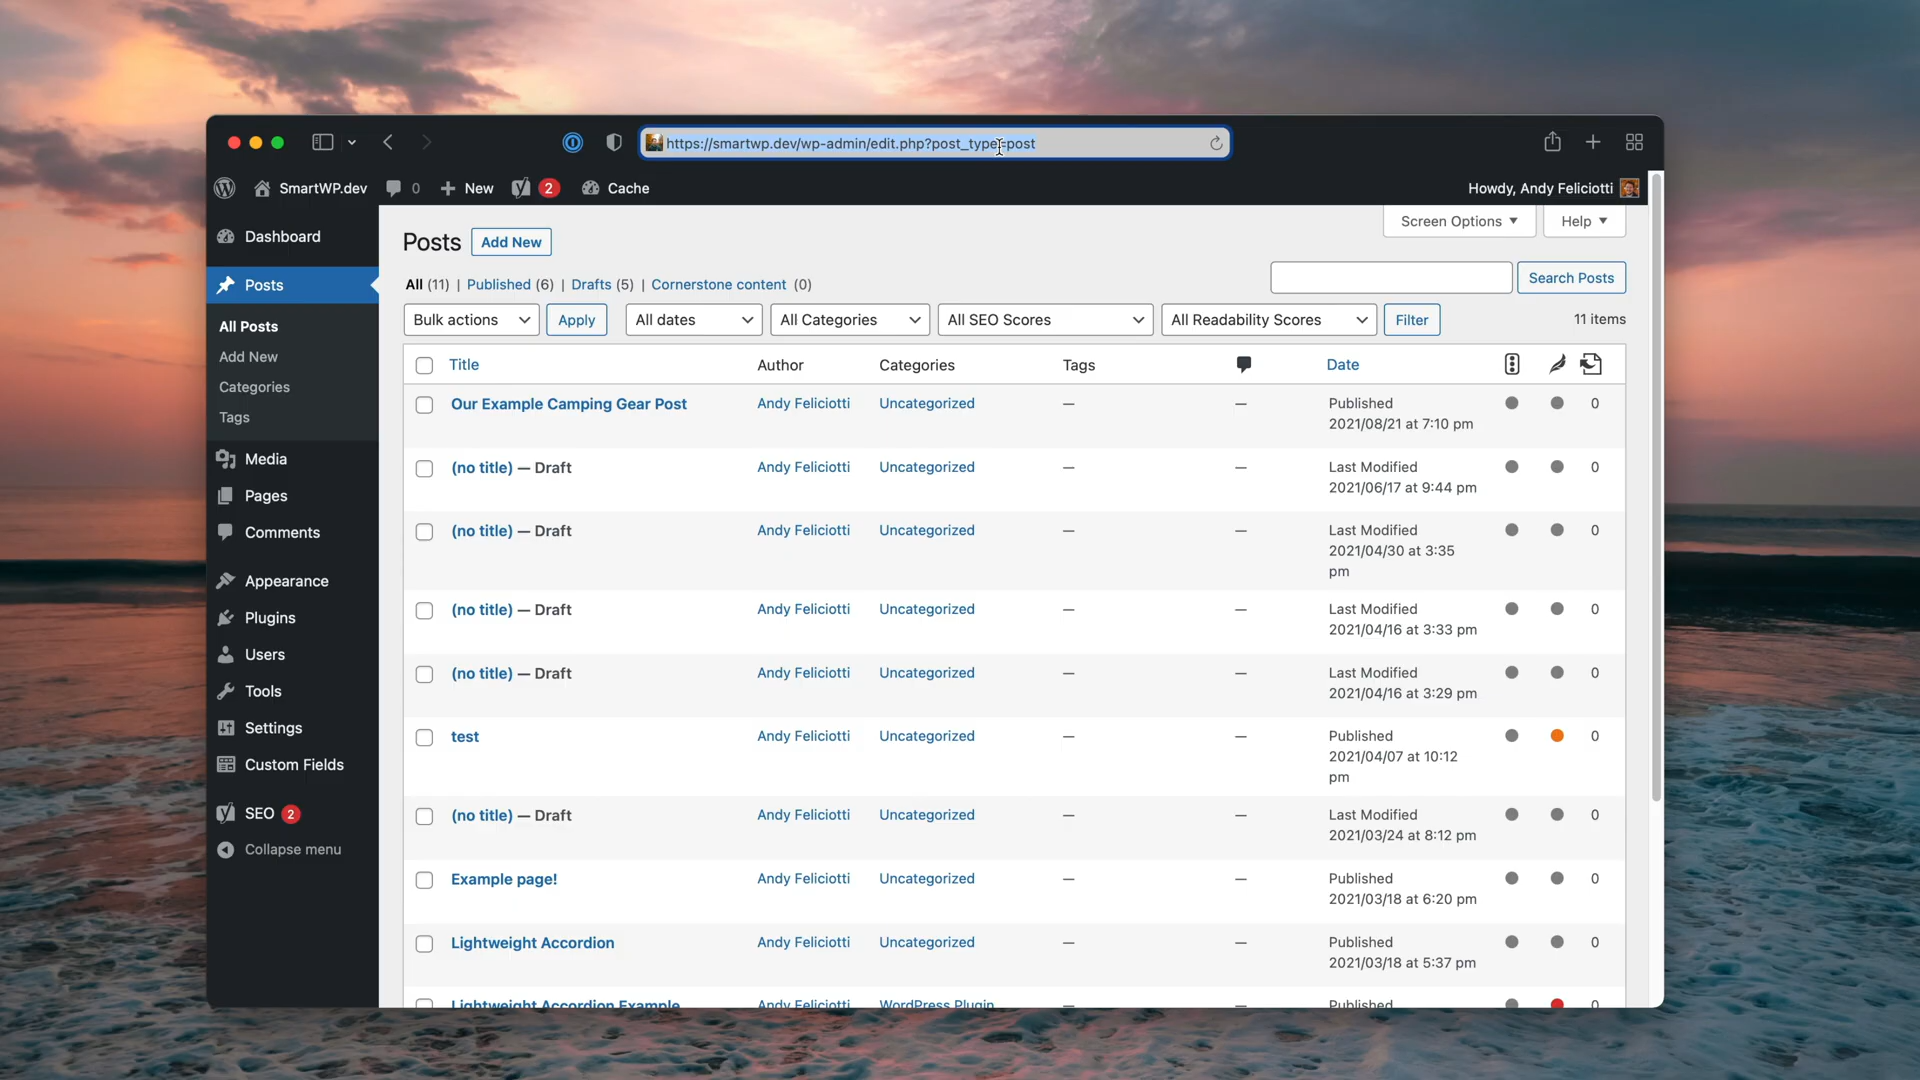 https://smartwp.dev/wp-admin/edit.php?post_type=post
SmartWP.dev 0 New 2 Cache Howdy, Andy Feliciotti
Dashboard
Posts
All Posts
Add New
Categories
Tags
Media
Pages
Comments
Appearance
Plugins
Users
Tools
Settings
Custom Fields
SEO 2
Collapse menu
Screen Options Help
Posts Add New
All (11) | Published (6) | Drafts (5) | Cornerstone content (0)
Search Posts
Bulk actions Apply All dates All Categories All SEO Scores All Readability Scores Filter 11 items
Title Author Categories Tags Date
Our Example Camping Gear Post Andy Feliciotti Uncategorized — — Published 0
2021/08/21 at 7:10 pm
(no title) — Draft Andy Feliciotti Uncategorized — — Last Modified 0
2021/06/17 at 9:44 pm
(no title) — Draft Andy Feliciotti Uncategorized — — Last Modified 0
2021/04/30 at 3:35
pm
(no title) — Draft Andy Feliciotti Uncategorized — — Last Modified 0
2021/04/16 at 3:33 pm
(no title) — Draft Andy Feliciotti Uncategorized — — Last Modified 0
2021/04/16 at 3:29 pm
test Andy Feliciotti Uncategorized — — Published 0
2021/04/07 at 10:12
pm
(no title) — Draft Andy Feliciotti Uncategorized — — Last Modified 0
2021/03/24 at 8:12 pm
Example page! Andy Feliciotti Uncategorized — — Published 0
2021/03/18 at 6:20 pm
Lightweight Accordion Andy Feliciotti Uncategorized — — Published 0
2021/03/18 at 5:37 pm
Lightweight Accordion Example Andy Feliciotti WordPress Plugin — — Published 0